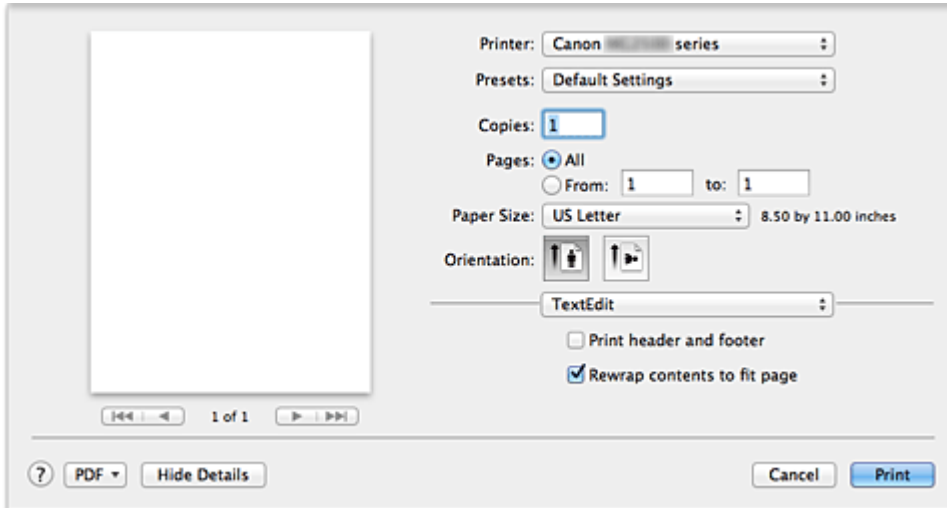 Printer: Canon series
Presets: Default Settings
Copies: 1
Pages: All
From: 1 to: 1
Paper Size: US Letter 8.50 by 11.00 inches
Orientation:
TextEdit
Print header and footer
Rewrap contents to fit page
1 of 1
? PDF Hide Details Cancel Print